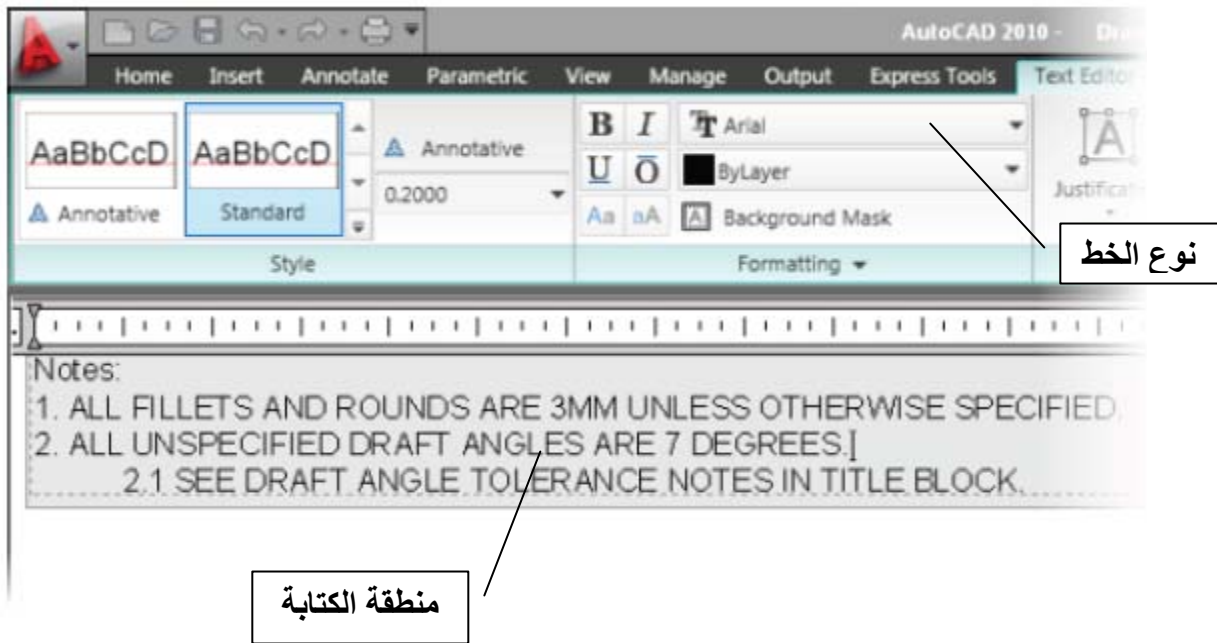 AutoCAD 2010 -
Home Insert Annotate Parametric View Manage Output Express Tools Text Editor
AaBbCcD AaBbCcD Annotative B I Arial
U O ByLayer
Annotative Standard 0.2000 Aa aA A Background Mask
A
Style Formatting
نوع الخط
Notes:
1. ALL FILLETS AND ROUNDS ARE 3MM UNLESS OTHERWISE SPECIFIED.
2. ALL UNSPECIFIED DRAFT ANGLES ARE 7 DEGREES.
2.1 SEE DRAFT ANGLE TOLERANCE NOTES IN TITLE BLOCK.
منطقة الكتابة